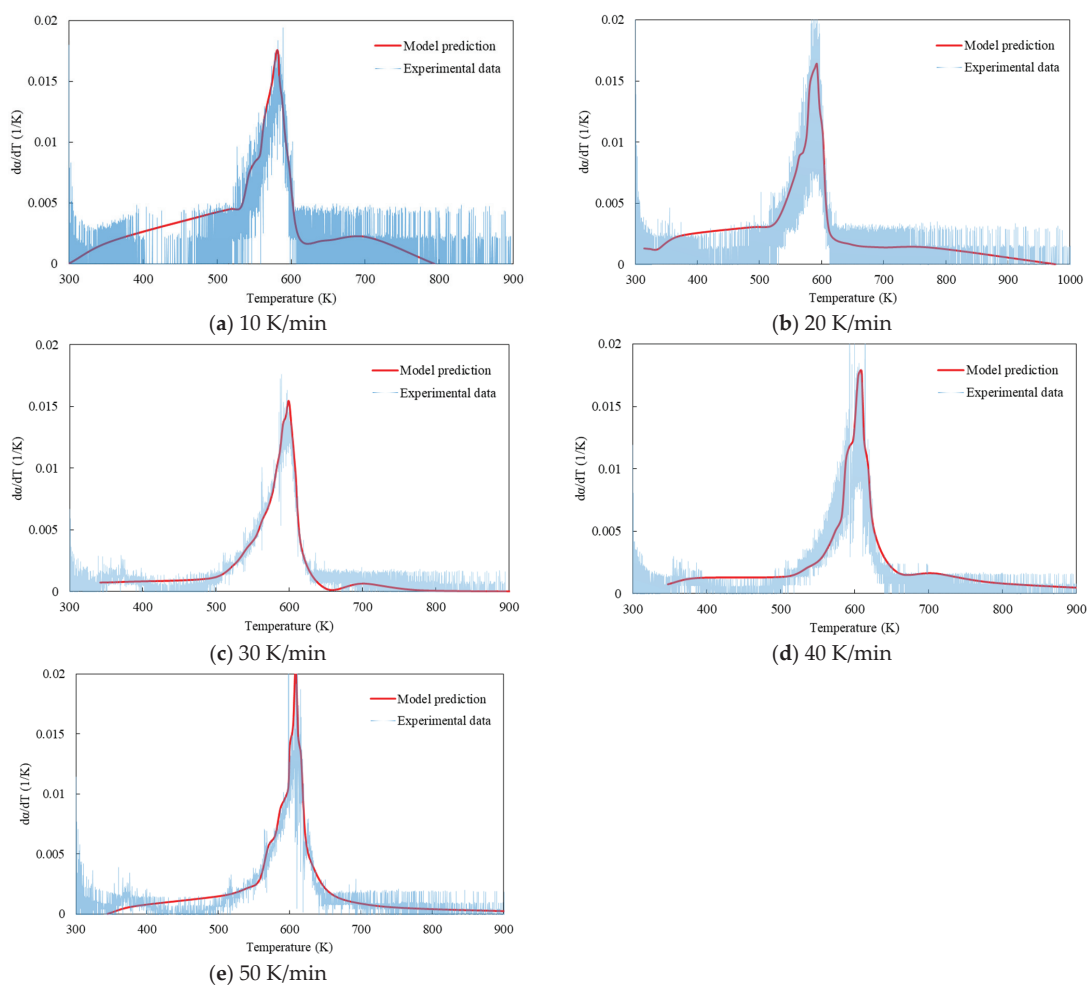 0.02
0.015
0.01
0.005
0
dα/dT (1/K)
Model prediction
Experimental data
300 400 500 600 700 800 900
Temperature (K)
(a) 10 K/min
0.02
0.015
0.01
0.005
0
dα/dT (1/K)
Model prediction
Experimental data
300 400 500 600 700 800 900 1000
Temperature (K)
(b) 20 K/min
0.02
0.015
0.01
0.005
0
dα/dT (1/K)
Model prediction
Experimental data
300 400 500 600 700 800 900
Temperature (K)
(c) 30 K/min
0.02
0.015
0.01
0.005
0
dα/dT (1/K)
Model prediction
Experimental data
300 400 500 600 700 800 900
Temperature (K)
(d) 40 K/min
0.02
0.015
0.01
0.005
0
dα/dT (1/K)
Model prediction
Experimental data
300 400 500 600 700 800 900
Temperature (K)
(e) 50 K/min